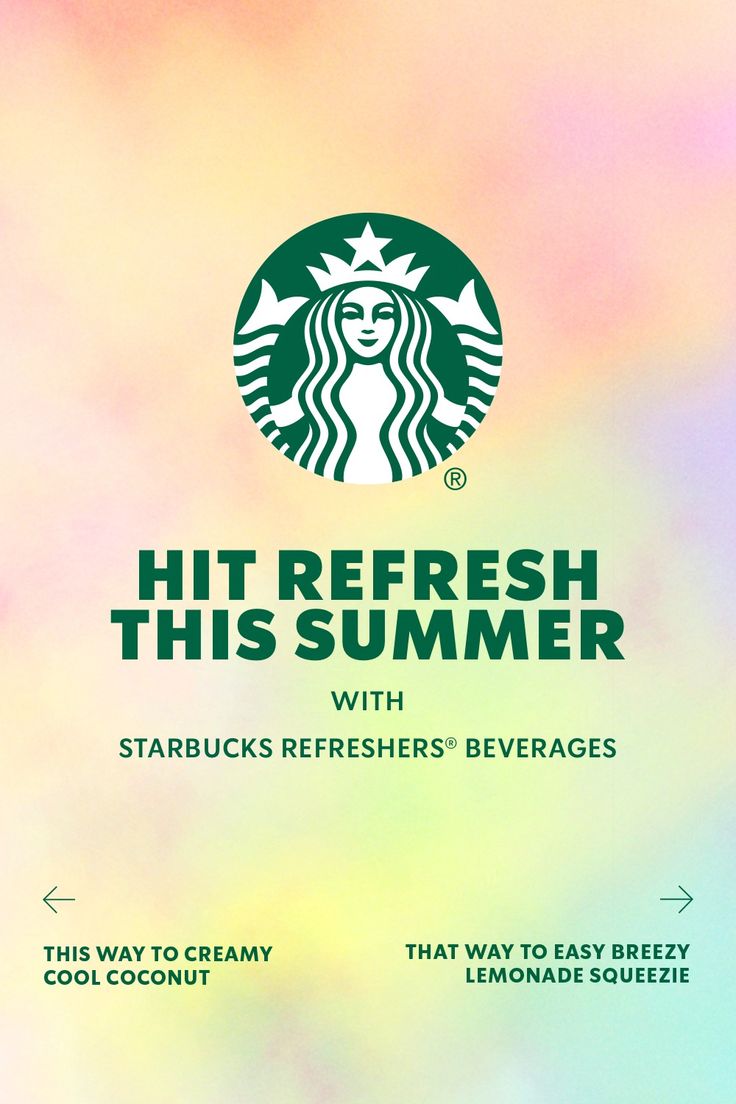 ®
HIT REFRESH
THIS SUMMER
WITH
STARBUCKS REFRESHERS® BEVERAGES
THIS WAY TO CREAMY
COOL COCONUT
THAT WAY TO EASY BREEZY
LEMONADE SQUEEZIE